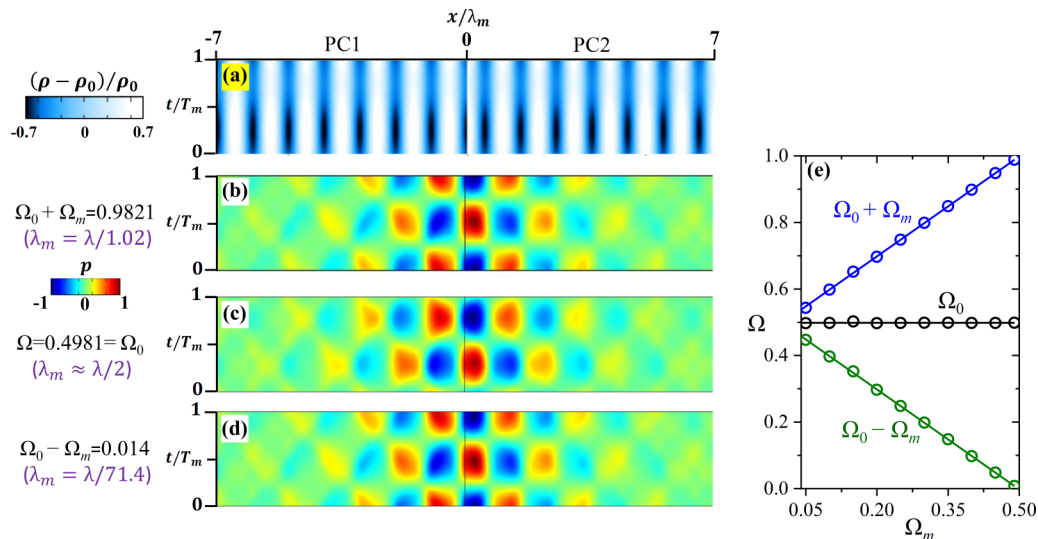 x/λₘ
-7 PC1 0 PC2 7
(ρ − ρ₀)/ρ₀
-0.7 0 0.7
1
(a)
t/Tₘ
0
Ω₀ + Ωₘ=0.9821
(λₘ = λ/1.02)
1
(b)
t/Tₘ
0
p
-1 0 1
Ω=0.4981= Ω₀
(λₘ ≈ λ/2)
1
(c)
t/Tₘ
0
Ω₀ − Ωₘ=0.014
(λₘ = λ/71.4)
1
(d)
t/Tₘ
0
(e)
1.0
0.8
0.6
Ω
0.4
0.2
0.0
Ω₀ + Ωₘ
Ω₀
Ω₀ − Ωₘ
0.05 0.20 0.35 0.50
Ωₘ